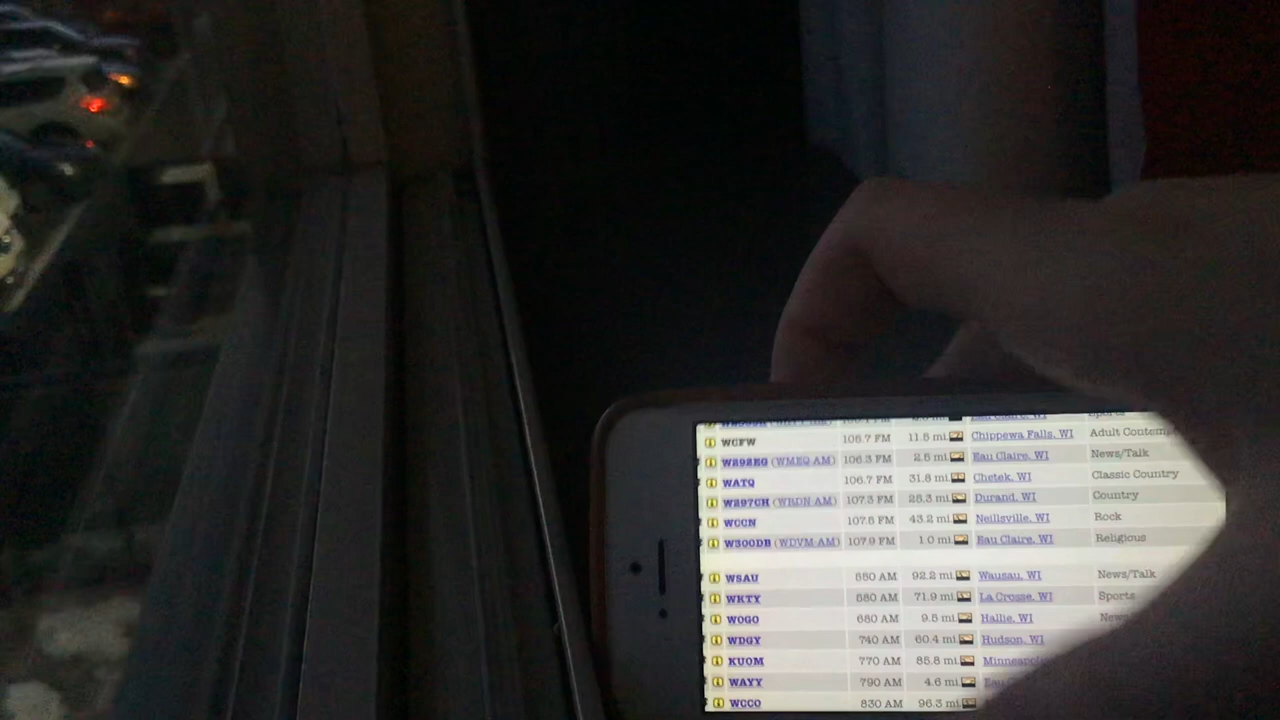 WCFW 105.7 FM 11.5 mi. Chippewa Falls, WI Adult Contem
W292EG (WMEQ-AM) 106.3 FM 2.5 mi. Eau Claire, WI News/Talk
WATQ 106.7 FM 31.8 mi. Chetek, WI Classic Country
W297CH (WRDN-AM) 107.3 FM 25.3 mi. Durand, WI Country
WCCN 107.5 FM 43.2 mi. Neillsville, WI Rock
W300DB (WDVM-AM) 107.9 FM 1.0 mi. Eau Claire, WI Religious
WSAU 550 AM 92.2 mi. Wausau, WI News/Talk
WKTY 580 AM 71.9 mi. La Crosse, WI Sports
WOGO 680 AM 9.5 mi. Hallie, WI News
WDGY 740 AM 60.4 mi. Hudson, WI
KUOM 770 AM 85.8 mi. Minneapol
WAYY 790 AM 4.6 mi. Eau
WCCO 830 AM 96.3 mi.